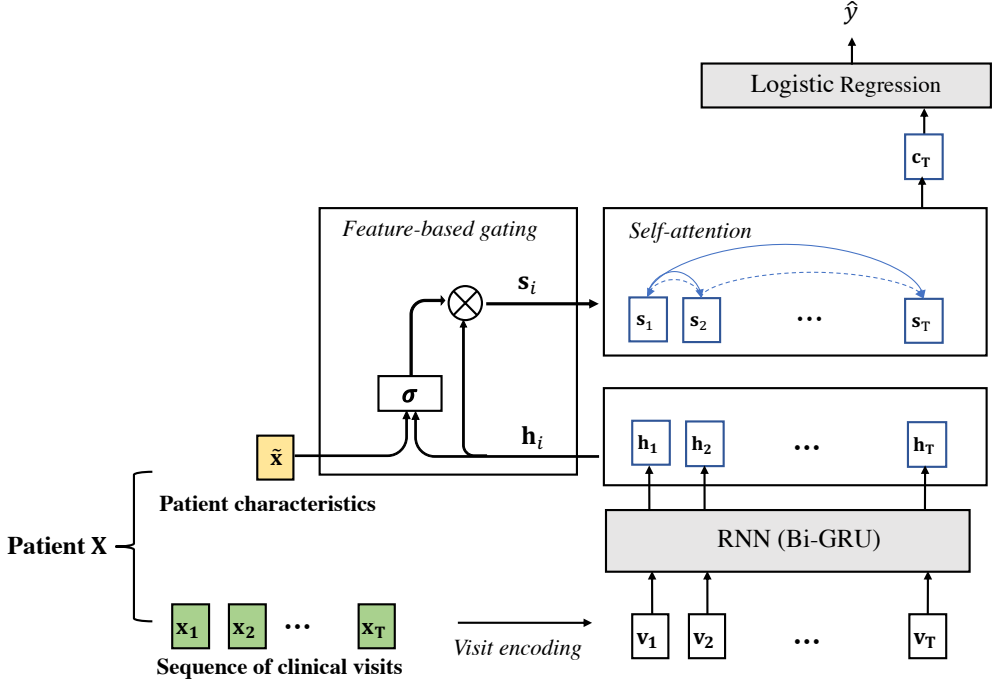 ŷ
Logistic Regression
c_T
Feature-based gating
Self-attention
s_i
s_1 s_2 ... s_T
σ
h_i
h_1 h_2 ... h_T
x̃
Patient characteristics
Patient X
RNN (Bi-GRU)
x_1 x_2 ... x_T
Visit encoding
v_1 v_2 ... v_T
Sequence of clinical visits